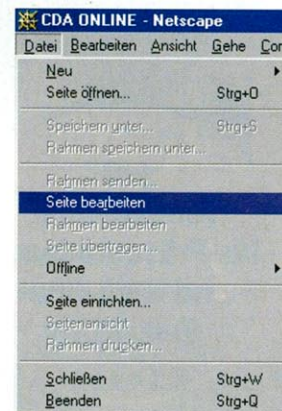 CDA ONLINE - Netscape
Datei Bearbeiten Ansicht Gehe Cor
Neu
Seite öffnen... Strg+O
Speichern unter... Strg+S
Rahmen speichern unter...
Rahmen senden...
Seite bearbeiten
Rahmen bearbeiten
Seite übertragen...
Offline
Seite einrichten...
Seitenansicht
Rahmen drucken...
Schließen Strg+W
Beenden Strg+Q